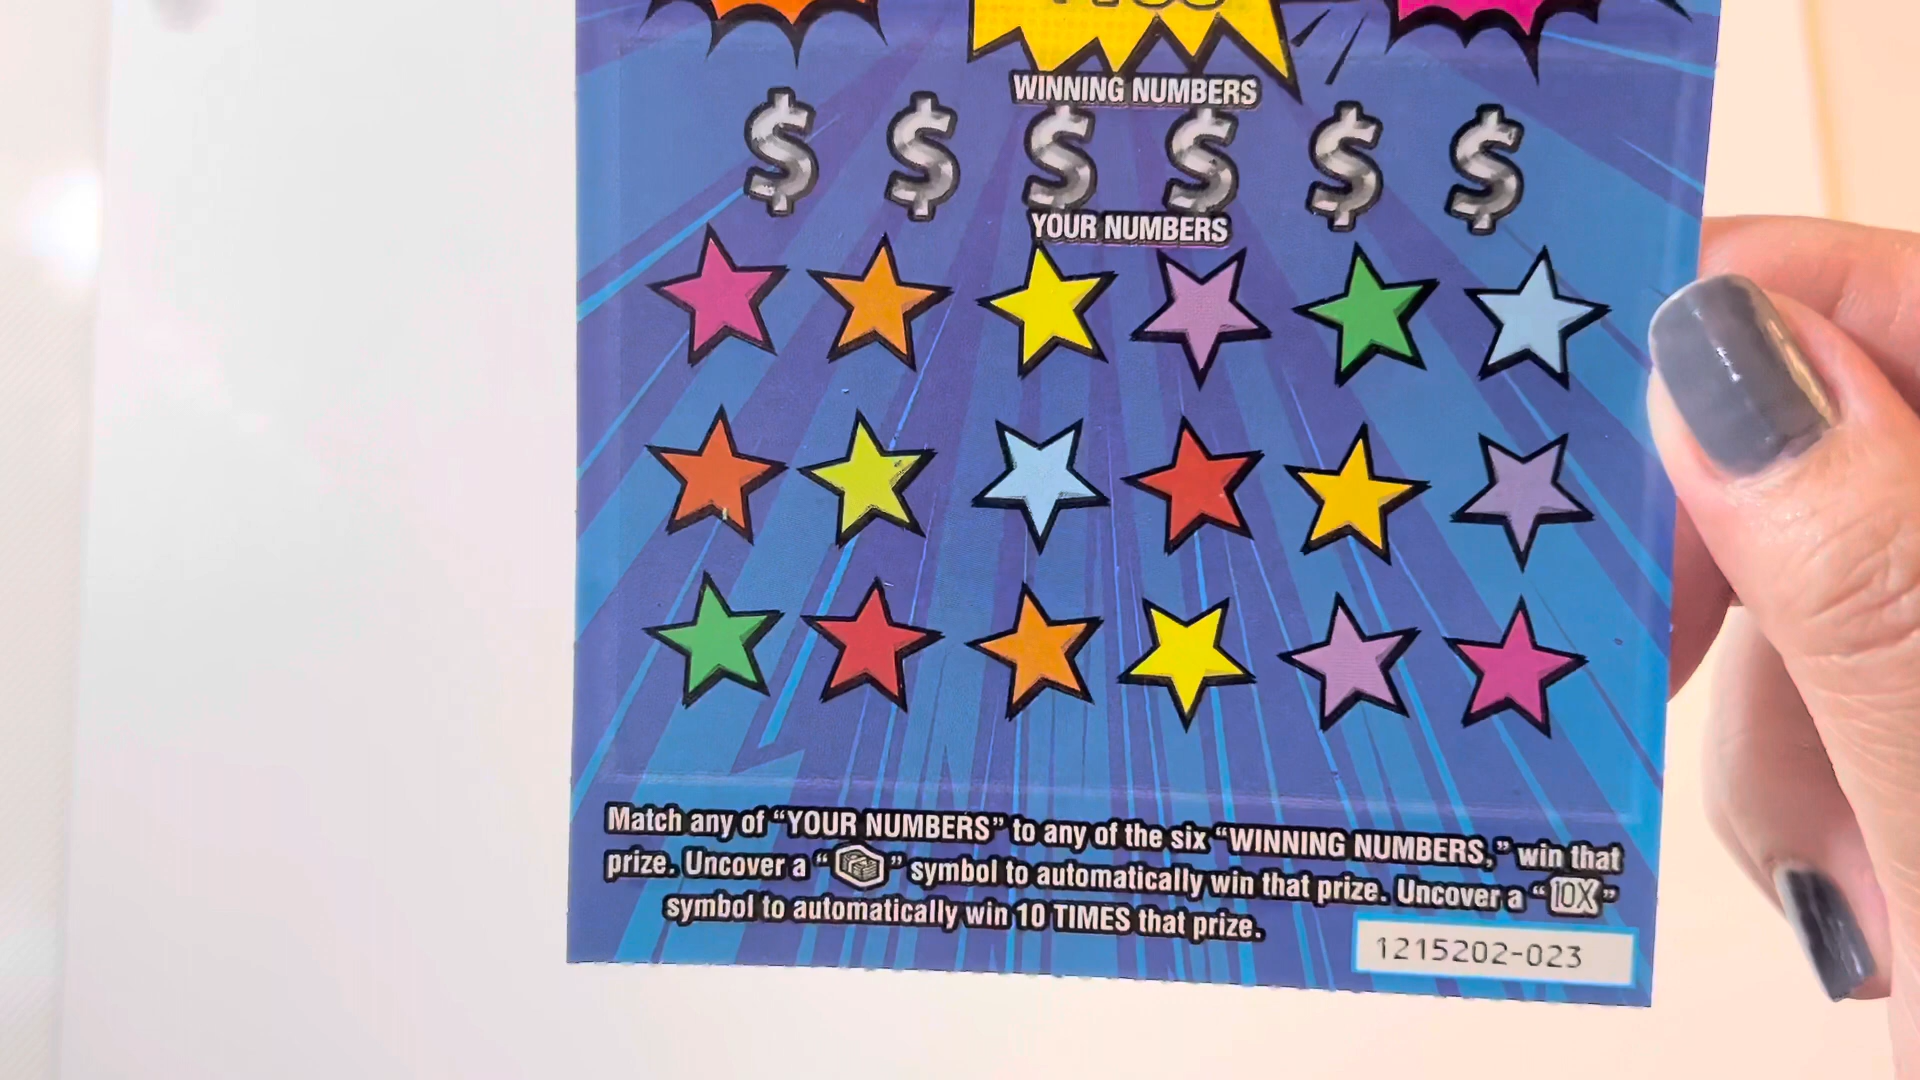 WINNING NUMBERS
$ $ $ $ $ $
YOUR NUMBERS
Match any of “YOUR NUMBERS” to any of the six “WINNING NUMBERS,” win that
prize. Uncover a “ ” symbol to automatically win that prize. Uncover a “10X”
symbol to automatically win 10 TIMES that prize.
1215202-023